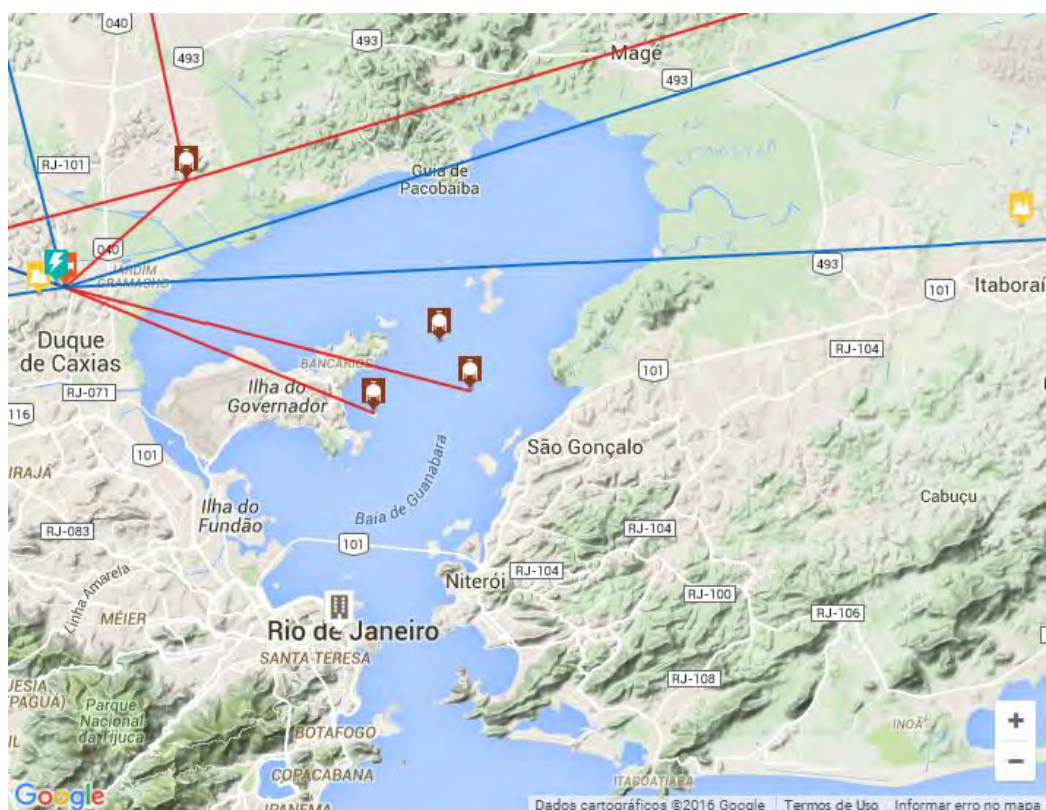 040
493
493
Magé
493
RJ-101
Guia de
Pacobaíba
040
JARDIM
GRAMACHO
493
101
Itaboraí
Duque
de Caxias
BANCÁRIOS
RJ-104
101
RJ-071
Ilha do
Governador
116
101
São Gonçalo
IRAJÁ
Baía de Guanabara
Cabuçu
Ilha do
Fundão
RJ-083
RJ-104
101
Linha Amarela
RJ-104
Niterói
RJ-100
MÉIER
RJ-106
Rio de Janeiro
SANTA TERESA
RJ-108
UESIA
(PAGUÁ)
Parque
Nacional
da Tijuca
INOÃ
BOTAFOGO
IL
COPACABANA
ITACOATIARA
IPANEMA
+
−
Google
Dados cartográficos ©2016 Google
Termos de Uso
Informar erro no mapa